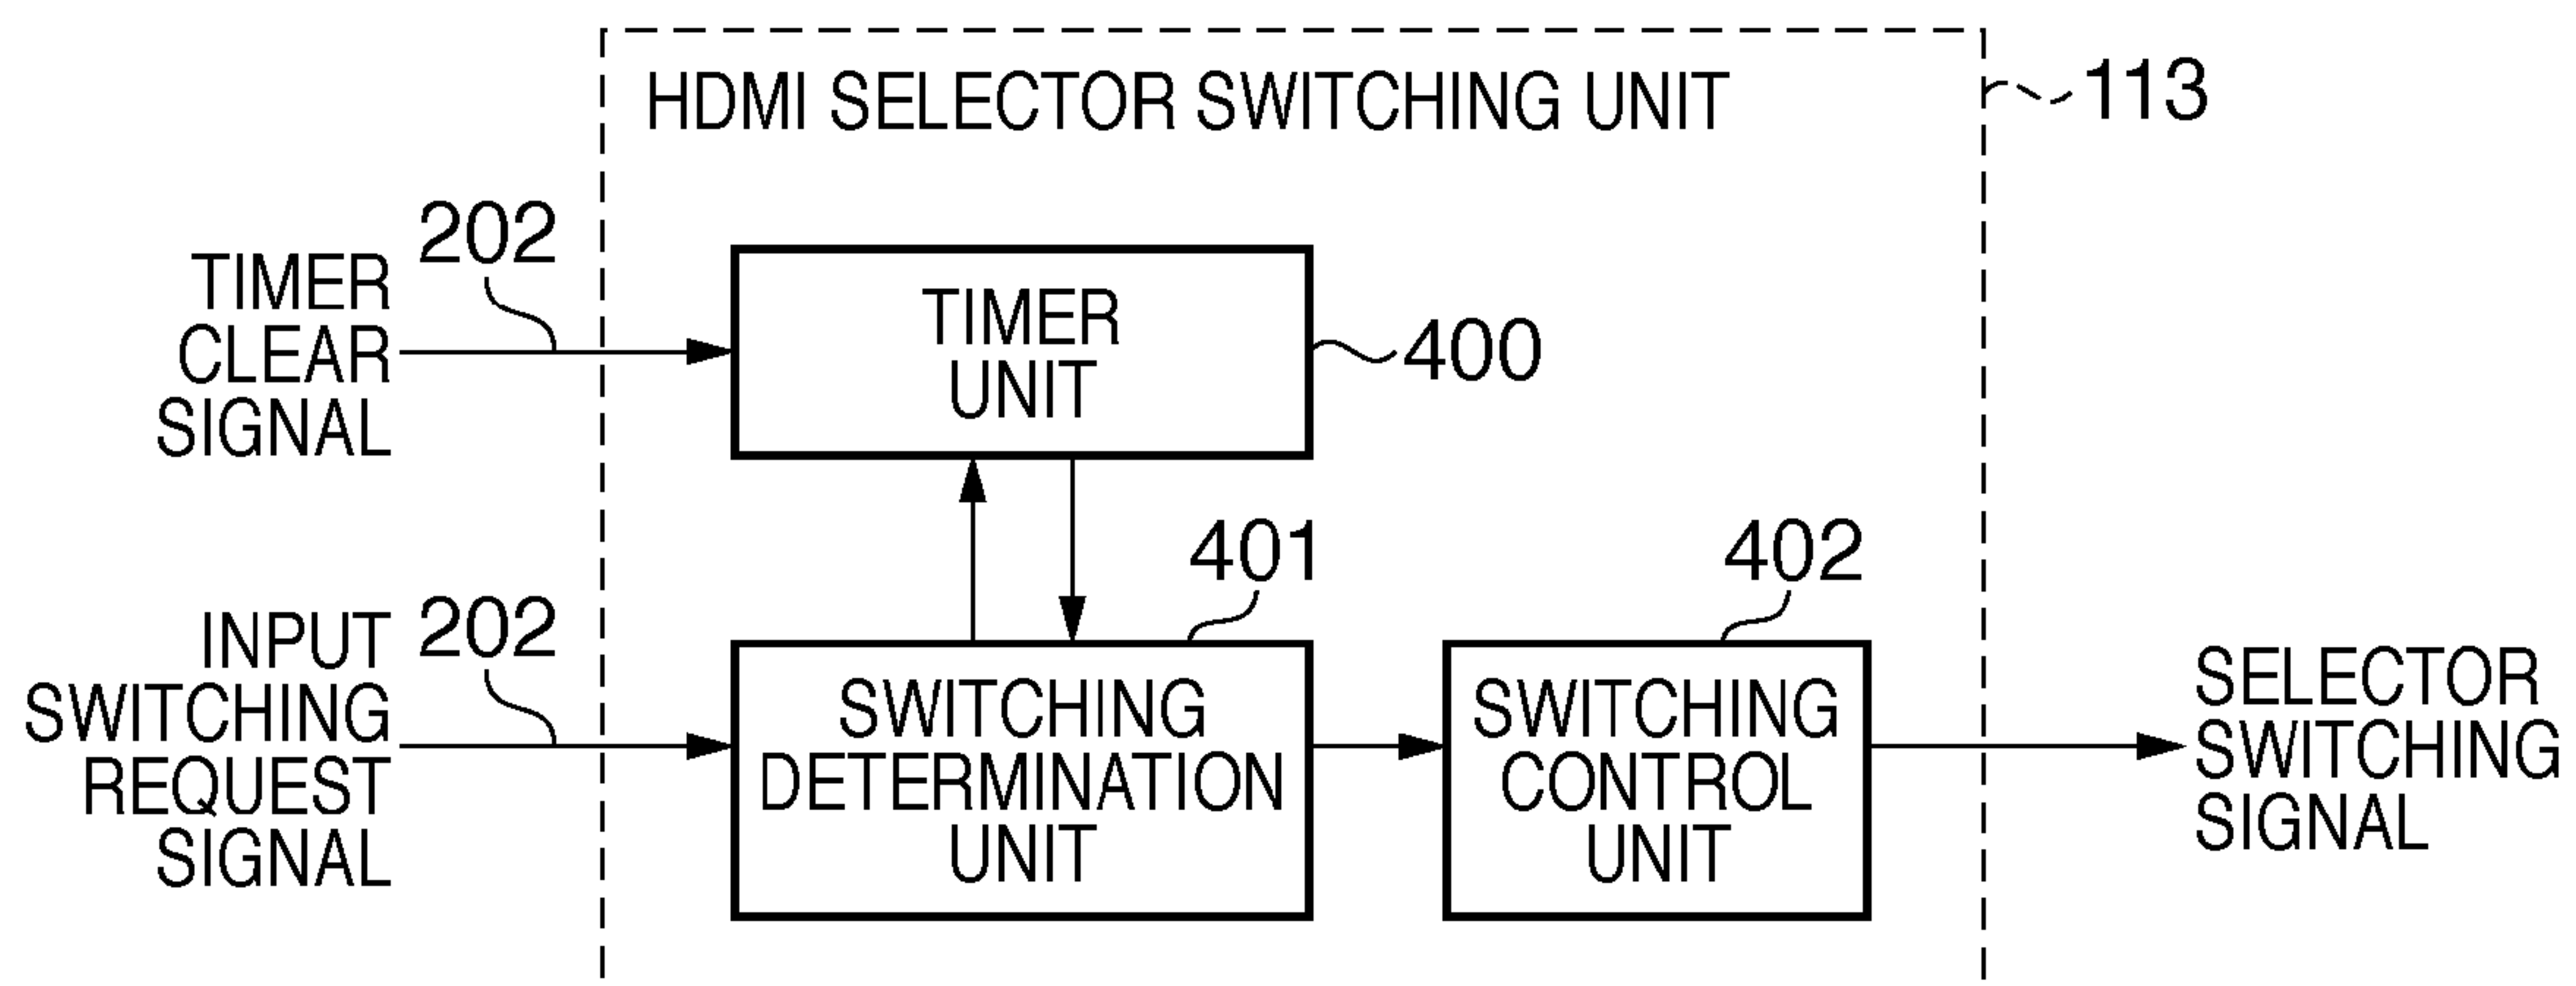 HDMI SELECTOR SWITCHING UNIT
113
202
TIMER
CLEAR
SIGNAL
TIMER
UNIT
400
401
402
202
INPUT
SWITCHING
REQUEST
SIGNAL
SWITCHING
DETERMINATION
UNIT
SWITCHING
CONTROL
UNIT
SELECTOR
SWITCHING
SIGNAL